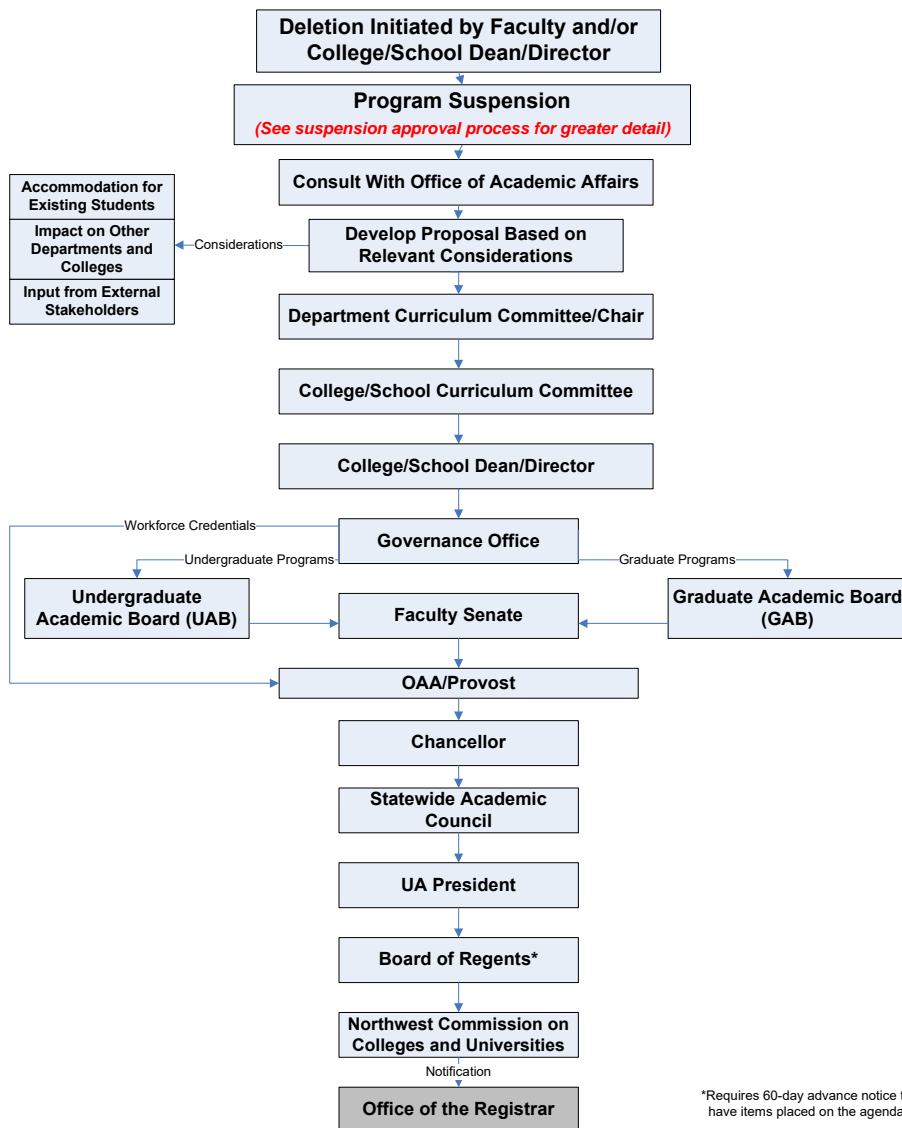 Deletion Initiated by Faculty and/or
College/School Dean/Director
Program Suspension
(See suspension approval process for greater detail)
Consult With Office of Academic Affairs
Accommodation for
Existing Students
Impact on Other
Departments and
Colleges
Input from External
Stakeholders
Considerations
Develop Proposal Based on
Relevant Considerations
Department Curriculum Committee/Chair
College/School Curriculum Committee
College/School Dean/Director
Workforce Credentials
Governance Office
Undergraduate Programs
Graduate Programs
Undergraduate
Academic Board (UAB)
Faculty Senate
Graduate Academic Board
(GAB)
OAA/Provost
Chancellor
Statewide Academic
Council
UA President
Board of Regents*
Northwest Commission on
Colleges and Universities
Notification
Office of the Registrar
*Requires 60-day advance notice t
have items placed on the agenda